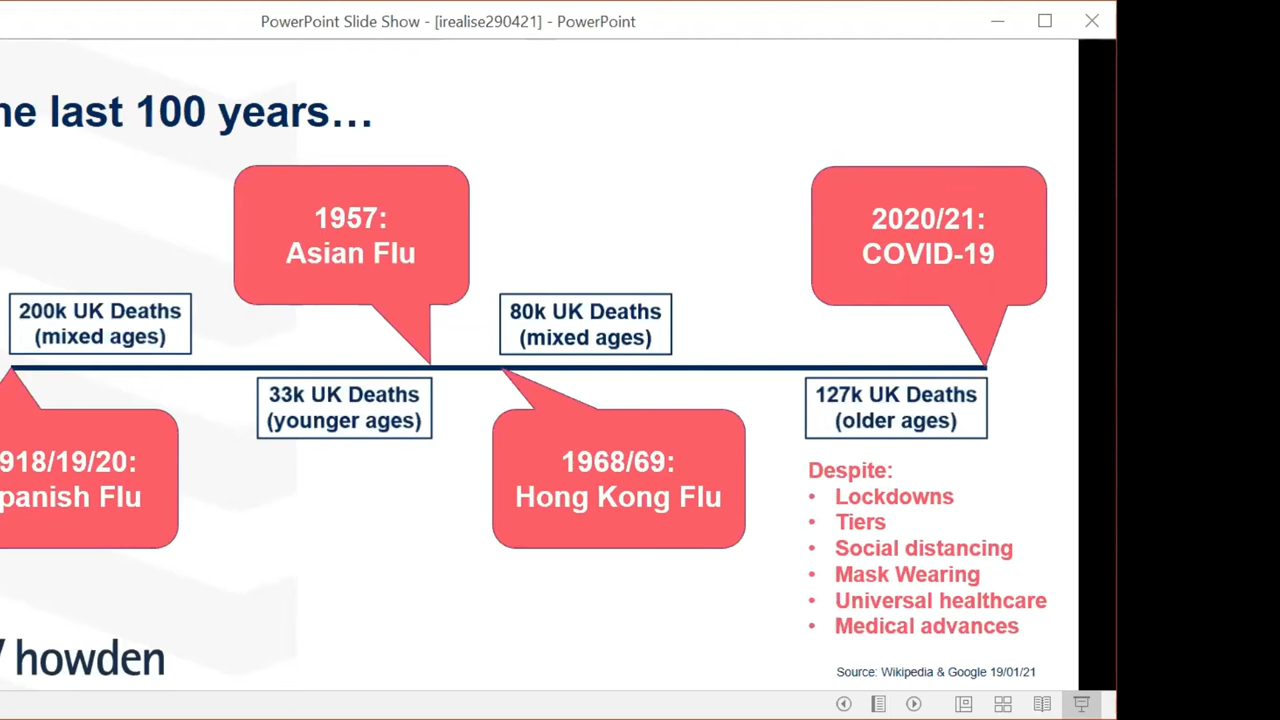 PowerPoint Slide Show - [irealise290421] - PowerPoint
he last 100 years…
1957:
Asian Flu
2020/21:
COVID-19
200k UK Deaths
(mixed ages)
80k UK Deaths
(mixed ages)
33k UK Deaths
(younger ages)
127k UK Deaths
(older ages)
918/19/20:
panish Flu
1968/69:
Hong Kong Flu
Despite:
• Lockdowns
• Tiers
• Social distancing
• Mask Wearing
• Universal healthcare
• Medical advances
howden
Source: Wikipedia & Google 19/01/21